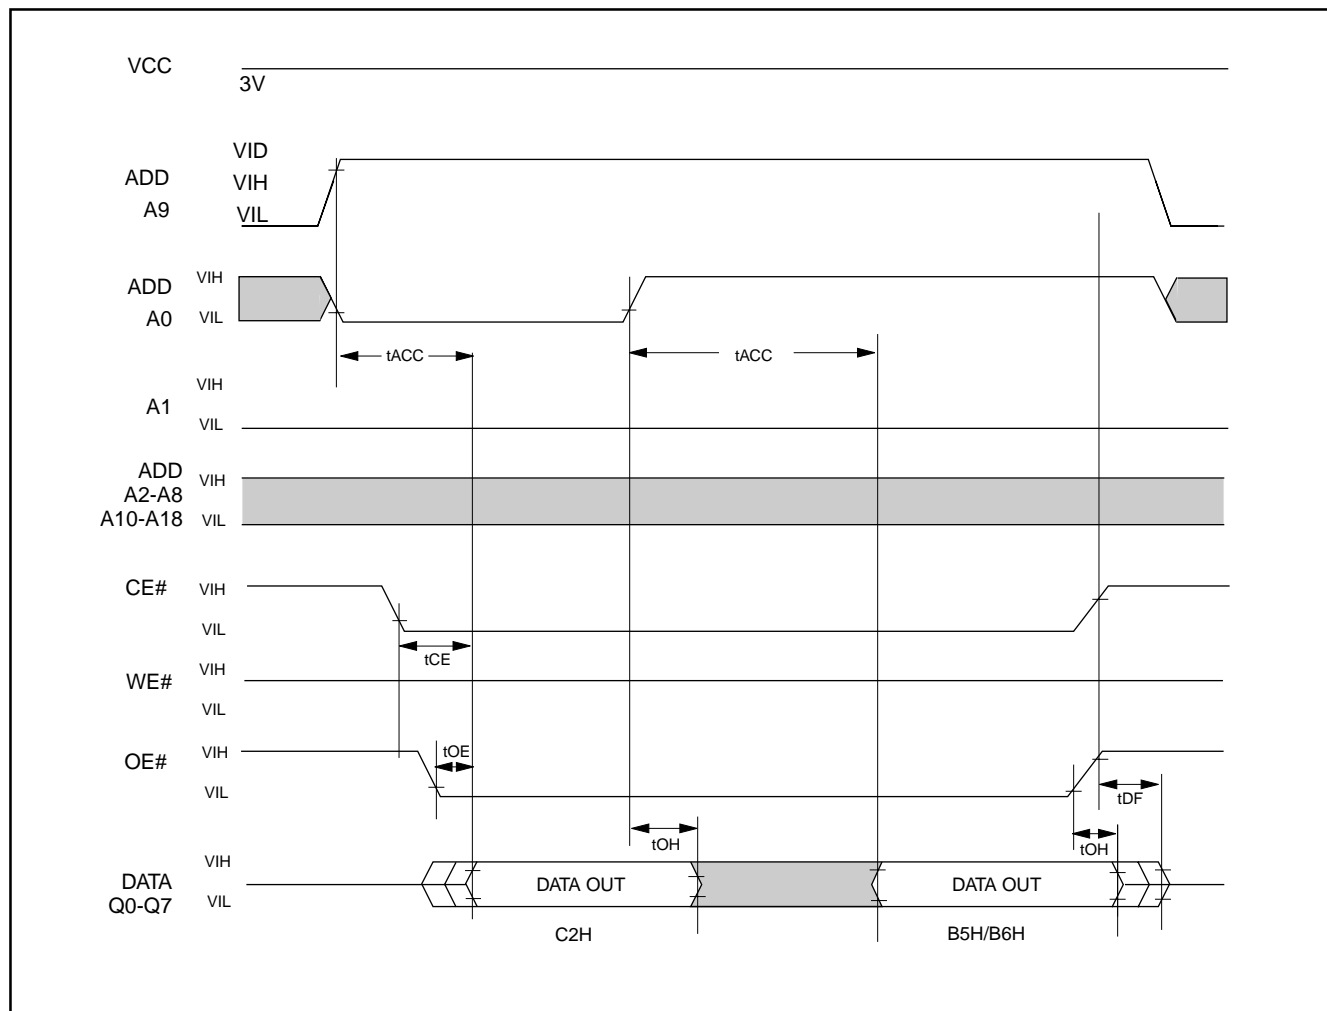 VCC
3V
VID
ADD
VIH
A9
VIL
VIH
ADD
A0
VIL
tACC
tACC
VIH
A1
VIL
ADD
VIH
A2-A8
A10-A18
VIL
CE#
VIH
VIL
tCE
VIH
WE#
VIL
tOE
VIH
OE#
VIL
tDF
tOH
tOH
VIH
DATA
DATA OUT
DATA OUT
Q0-Q7
VIL
C2H
B5H/B6H